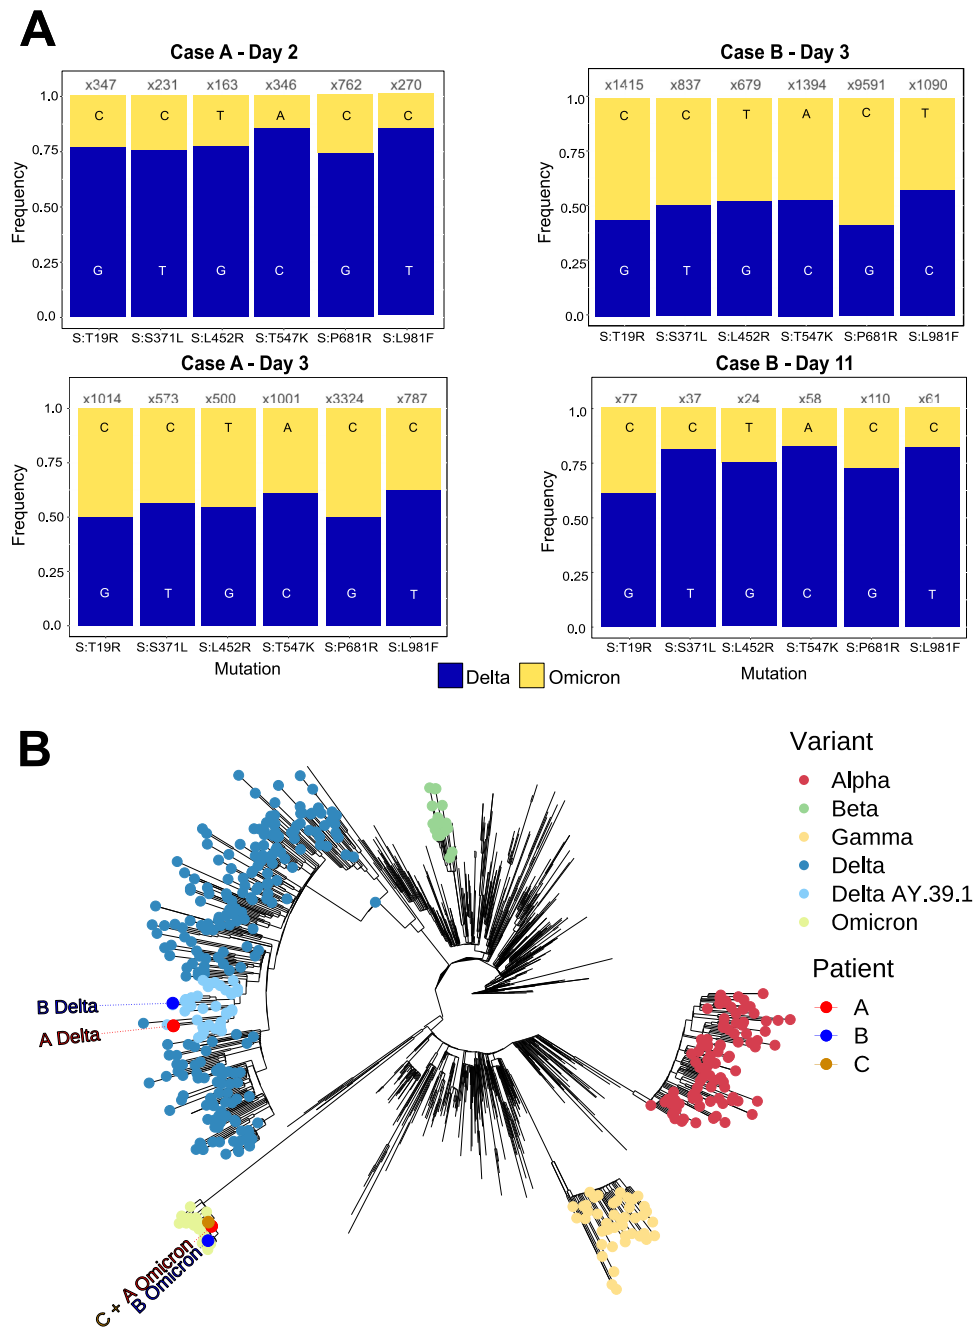 A
Case A - Day 2
x347 x231 x163 x346 x762 x270
1.0
0.75
0.50
0.25
0.0
Frequency
C C T A C C
G T G C G T
S:T19R S:S371L S:L452R S:T547K S:P681R S:L981F
Case B - Day 3
x1415 x837 x679 x1394 x9591 x1090
1.0
0.75
0.50
0.25
0.0
Frequency
C C T A C T
G T G C G C
S:T19R S:S371L S:L452R S:T547K S:P681R S:L981F
Case A - Day 3
x1014 x573 x500 x1001 x3324 x787
1.0
0.75
0.50
0.25
0.0
Frequency
C C T A C C
G T G C G T
S:T19R S:S371L S:L452R S:T547K S:P681R S:L981F
Mutation
Case B - Day 11
x77 x37 x24 x58 x110 x61
1.0
0.75
0.50
0.25
0.0
Frequency
C C T A C C
G T G C G T
S:T19R S:S371L S:L452R S:T547K S:P681R S:L981F
Mutation
Delta Omicron
B
Variant
Alpha
Beta
Gamma
Delta
Delta AY.39.1
Omicron
Patient
A
B
C
B Delta
A Delta
C + A Omicron
B Omicron